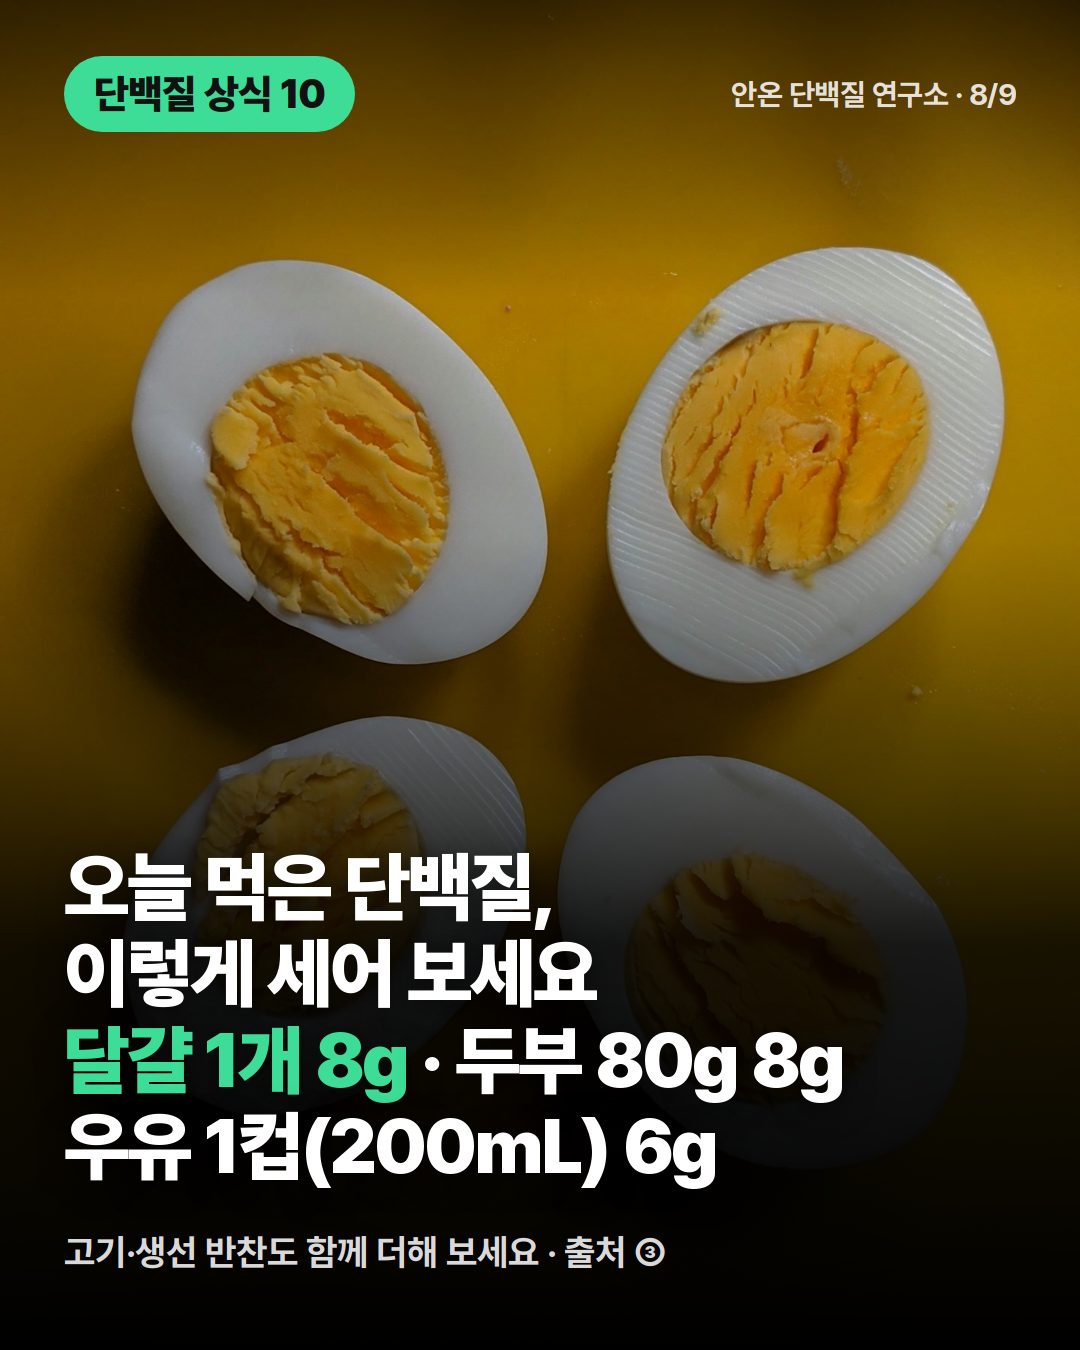 단백질 상식 10
안온 단백질 연구소 · 8/9
오늘 먹은 단백질,
이렇게 세어 보세요
달걀 1개 8g · 두부 80g 8g
우유 1컵(200mL) 6g
고기·생선 반찬도 함께 더해 보세요 · 출처 ③